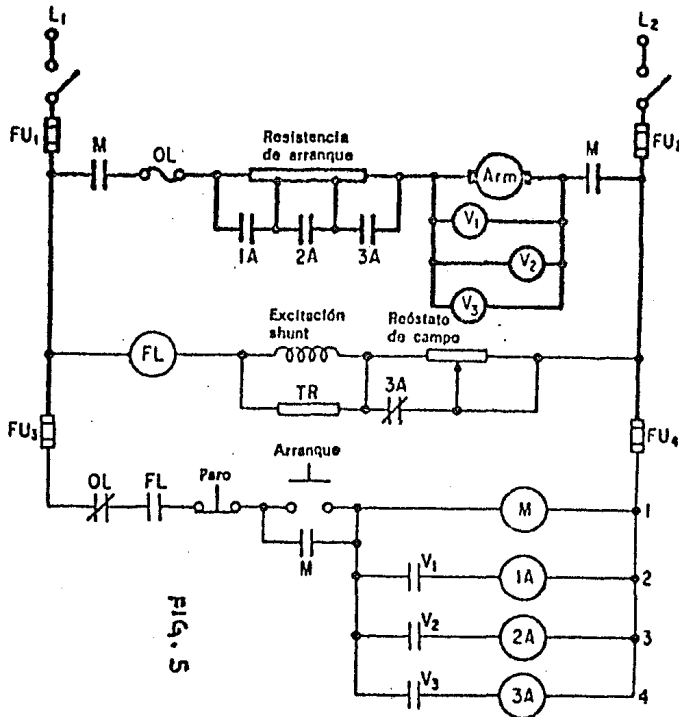 L1 L2
FU1 FU2
M OL Resistencia de arranque Arm M
1A 2A 3A
V1
V2
V3
Excitación shunt
Reóstato de campo
FL
TR 3A
FU3 FU4
OL FL Paro Arranque M 1
M
V1 1A 2
V2 2A 3
V3 3A 4
FIG. 5